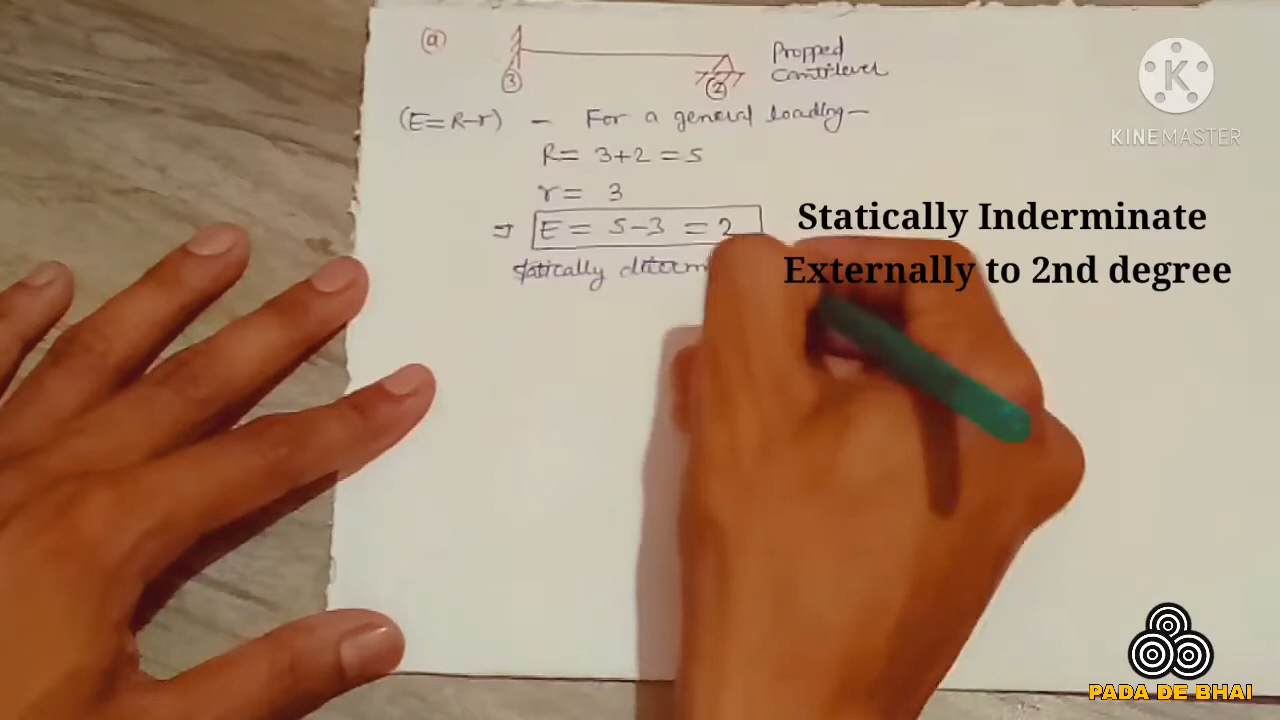 (a)
Propped
Cantilever
3
2
(E=R-r) - For a general loading-
R= 3+2 =5
r= 3
⇒ E = 5-3 = 2
statically
Statically Inderminate
Externally to 2nd degree
K
KINEMASTER
PADA DE BHAI